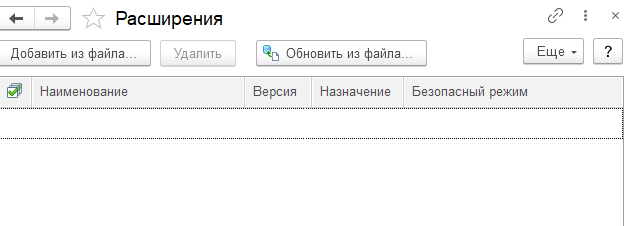 Расширения
Добавить из файла... Удалить Обновить из файла... Еще ?
Наименование Версия Назначение Безопасный режим